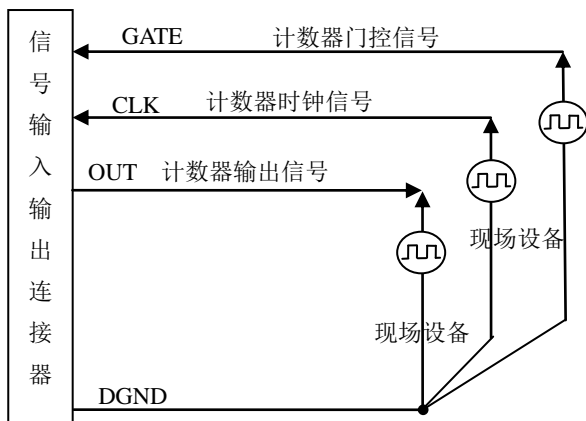 信号输入输出连接器
GATE 计数器门控信号
CLK 计数器时钟信号
OUT 计数器输出信号
现场设备
现场设备
DGND